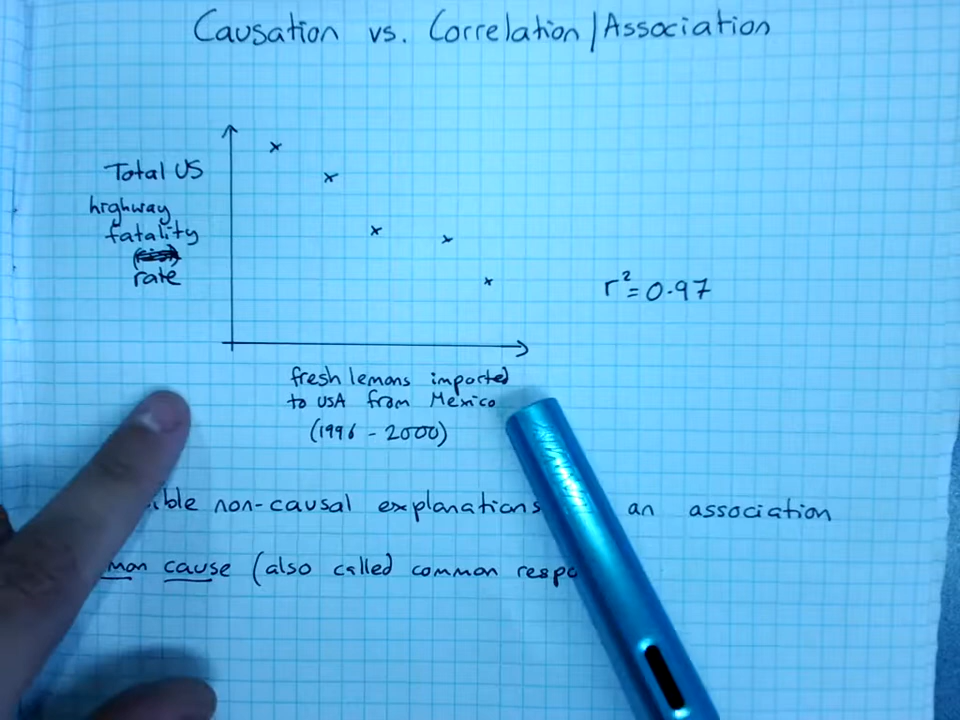 Causation vs. Correlation/Association
Total US
highway
fatality
rate
r²=0.97
fresh lemons imported
to USA from Mexico
(1996 - 2000)
non-causal explanations an association
cause (also called common